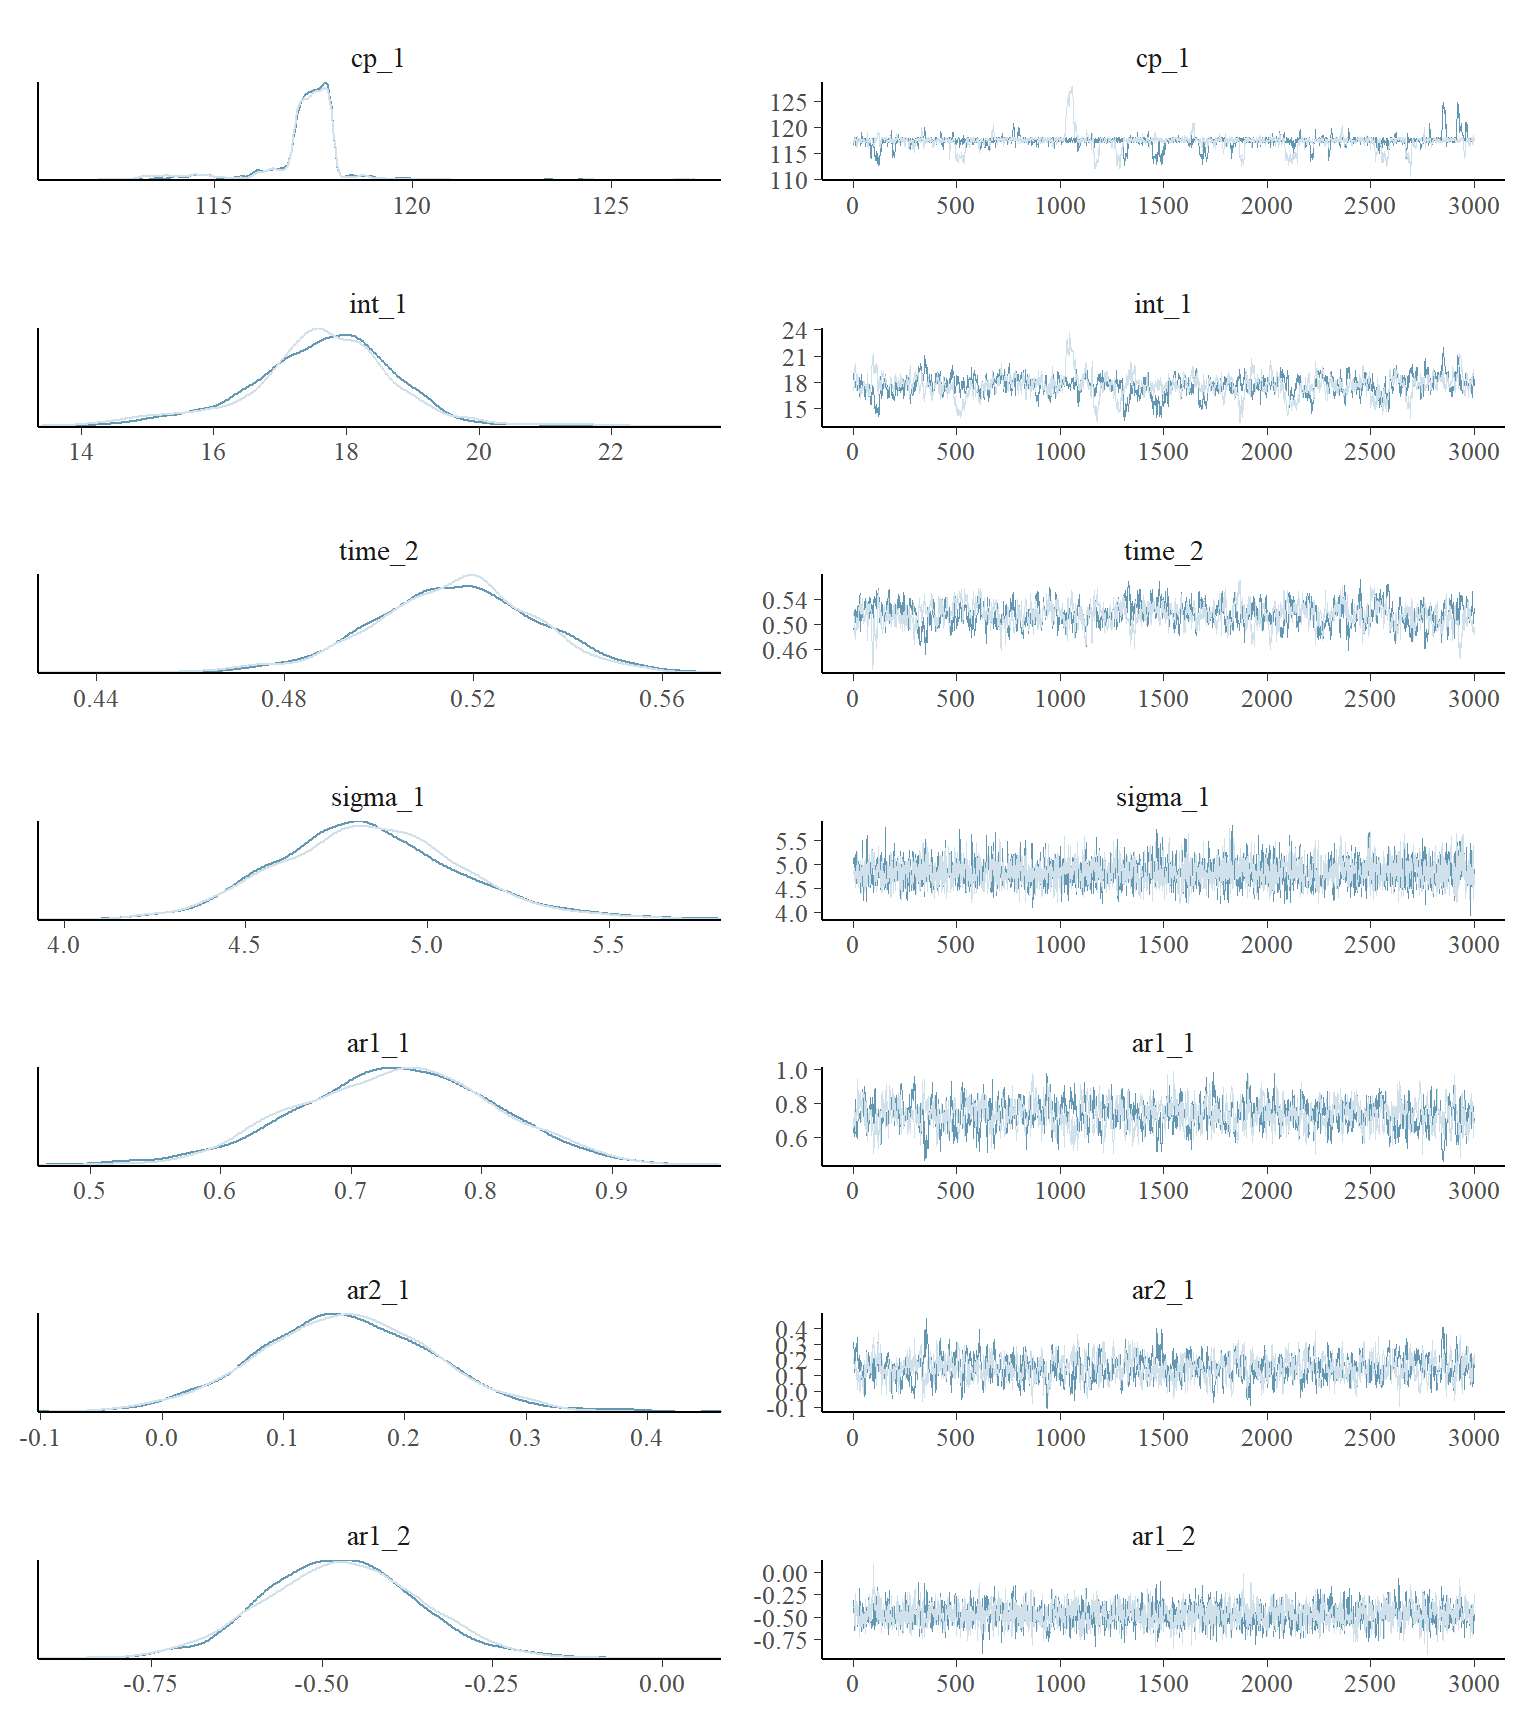 cp_1
115 120 125
cp_1
125
120
115
110
0 500 1000 1500 2000 2500 3000
int_1
14 16 18 20 22
int_1
24
21
18
15
0 500 1000 1500 2000 2500 3000
time_2
0.44 0.48 0.52 0.56
time_2
0.54
0.50
0.46
0 500 1000 1500 2000 2500 3000
sigma_1
4.0 4.5 5.0 5.5
sigma_1
5.5
5.0
4.5
4.0
0 500 1000 1500 2000 2500 3000
ar1_1
0.5 0.6 0.7 0.8 0.9
ar1_1
1.0
0.8
0.6
0 500 1000 1500 2000 2500 3000
ar2_1
-0.1 0.0 0.1 0.2 0.3 0.4
ar2_1
0.4
0.3
0.2
0.1
0.0
-0.1
0 500 1000 1500 2000 2500 3000
ar1_2
-0.75 -0.50 -0.25 0.00
ar1_2
0.00
-0.25
-0.50
-0.75
0 500 1000 1500 2000 2500 3000